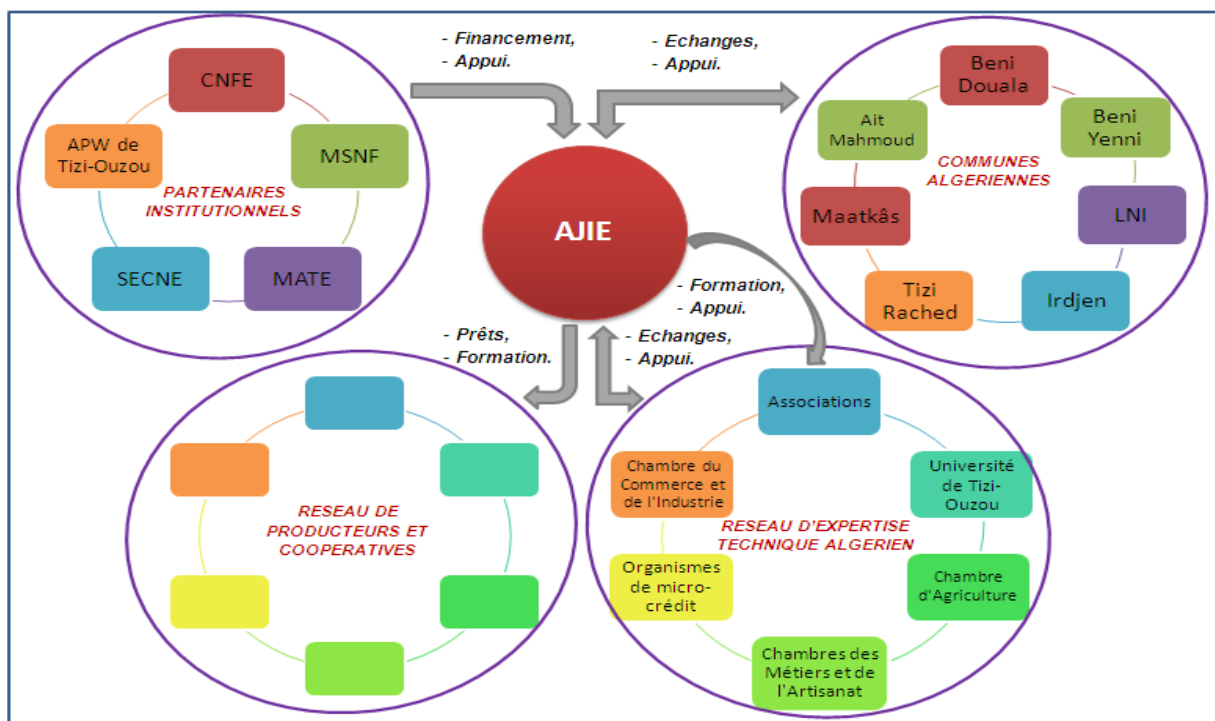 - Financement,
- Appui.
- Echanges,
- Appui.
CNFE
APW de
Tizi-Ouzou
MSNF
PARTENAIRES
INSTITUTIONNELS
SECNE
MATE
AJIE
Beni
Douala
Ait
Mahmoud
Beni
Yenni
COMMUNES
ALGERIENNES
Maatkâs
LNI
Tizi
Rached
Irdjen
- Formation,
- Appui.
- Prêts,
- Formation.
- Echanges,
- Appui.
RESEAU DE
PRODUCTEURS ET
COOPERATIVES
Associations
Chambre du
Commerce et
de l'Industrie
Université
de Tizi-
Ouzou
RESEAU D'EXPERTISE
TECHNIQUE ALGERIEN
Organismes
de micro-
crédit
Chambre
d'Agriculture
Chambres des
Métiers et de
l'Artisanat